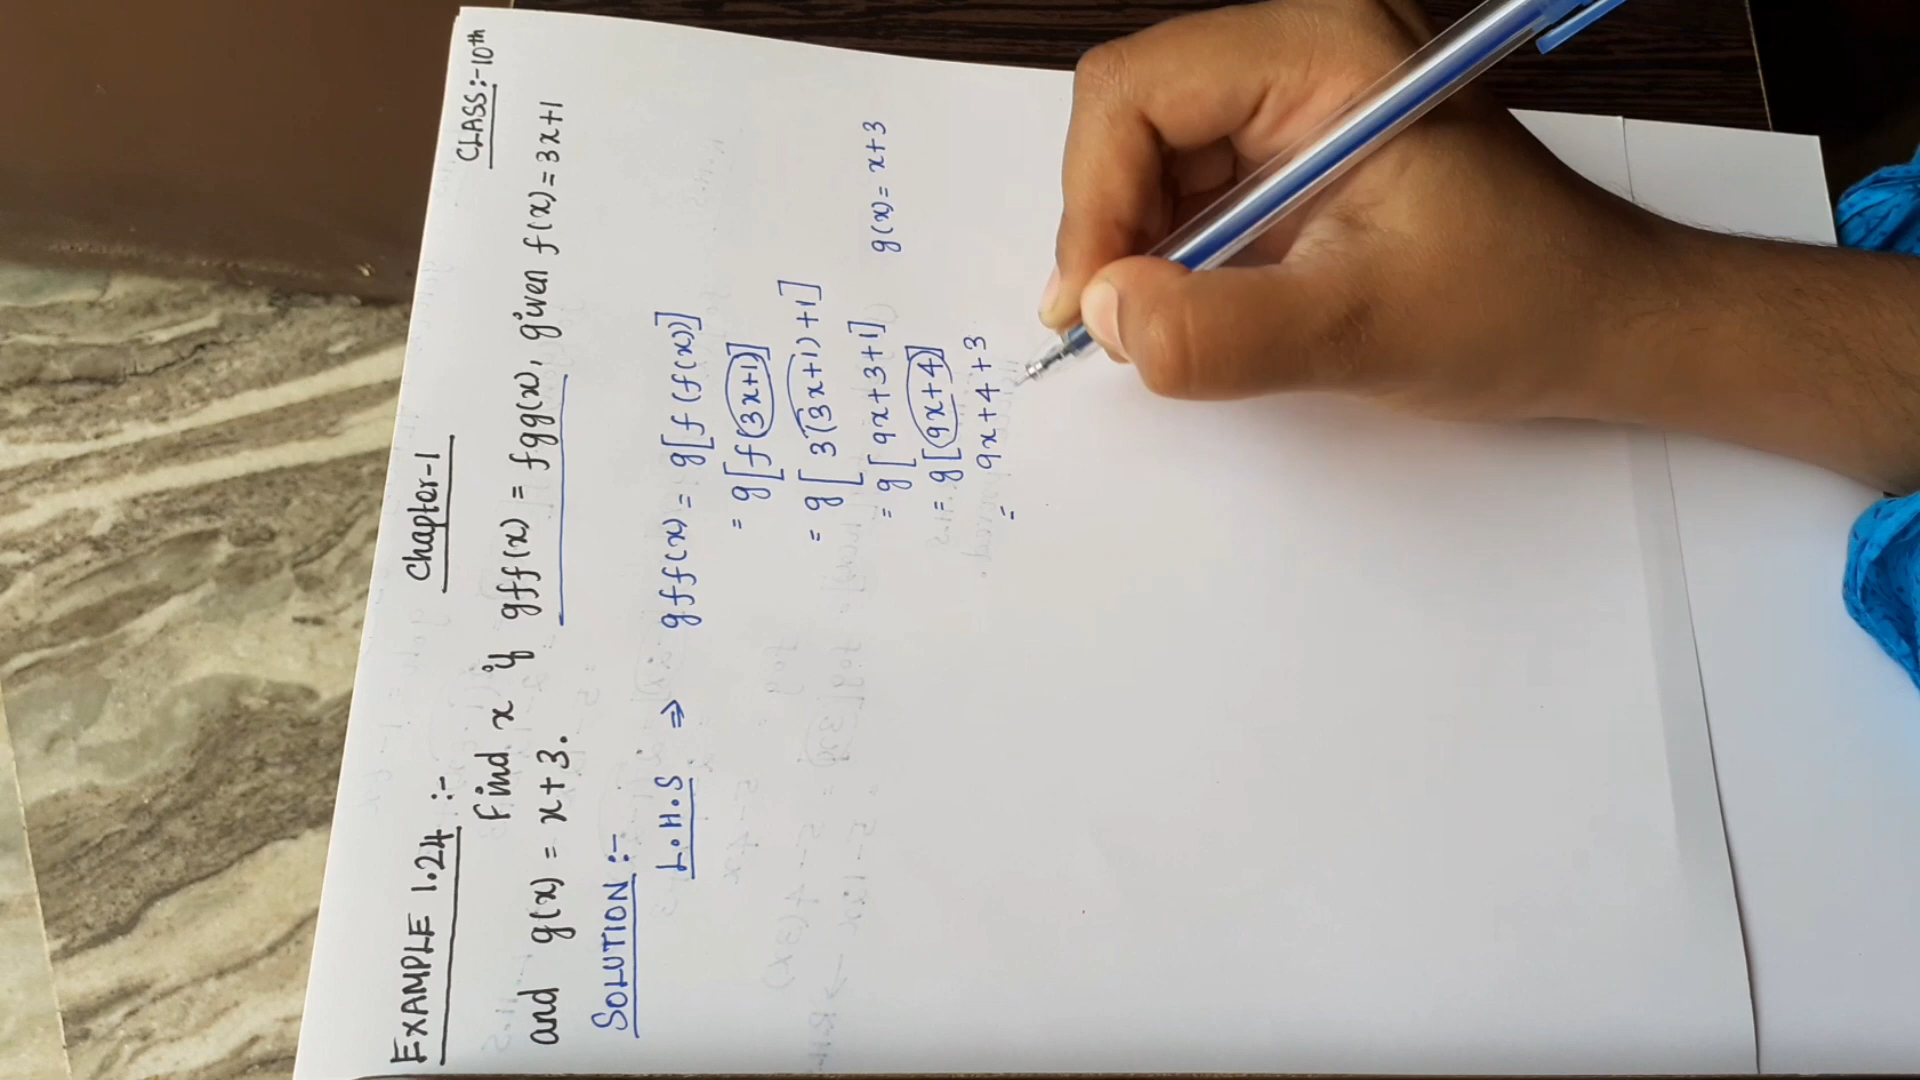 Chapter-1
CLASS:-10th
EXAMPLE 1.24 :-
Find x if gff(x) = fgg(x), given f(x) = 3x+1
and g(x) = x+3.
SOLUTION :-
L.H.S ⇒ gff(x) = g[f(f(x))]
= g[f(3x+1)]
= g[3(3x+1)+1]
= g[9x+3+1] g(x) = x+3
= g[9x+4]
9x+4+3
=